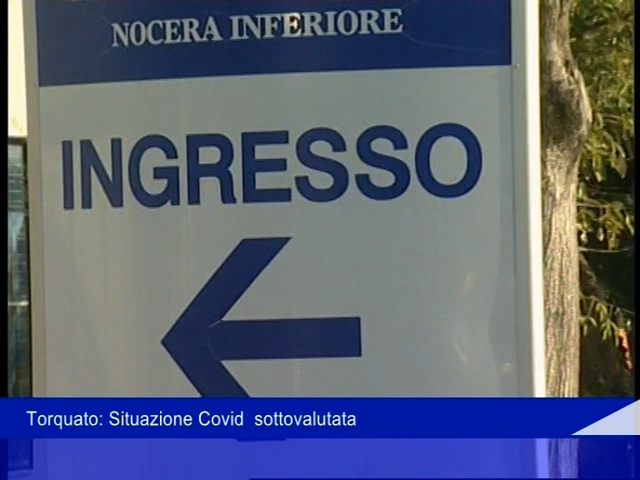 NOCERA INFERIORE
INGRESSO
Torquato: Situazione Covid sottovalutata